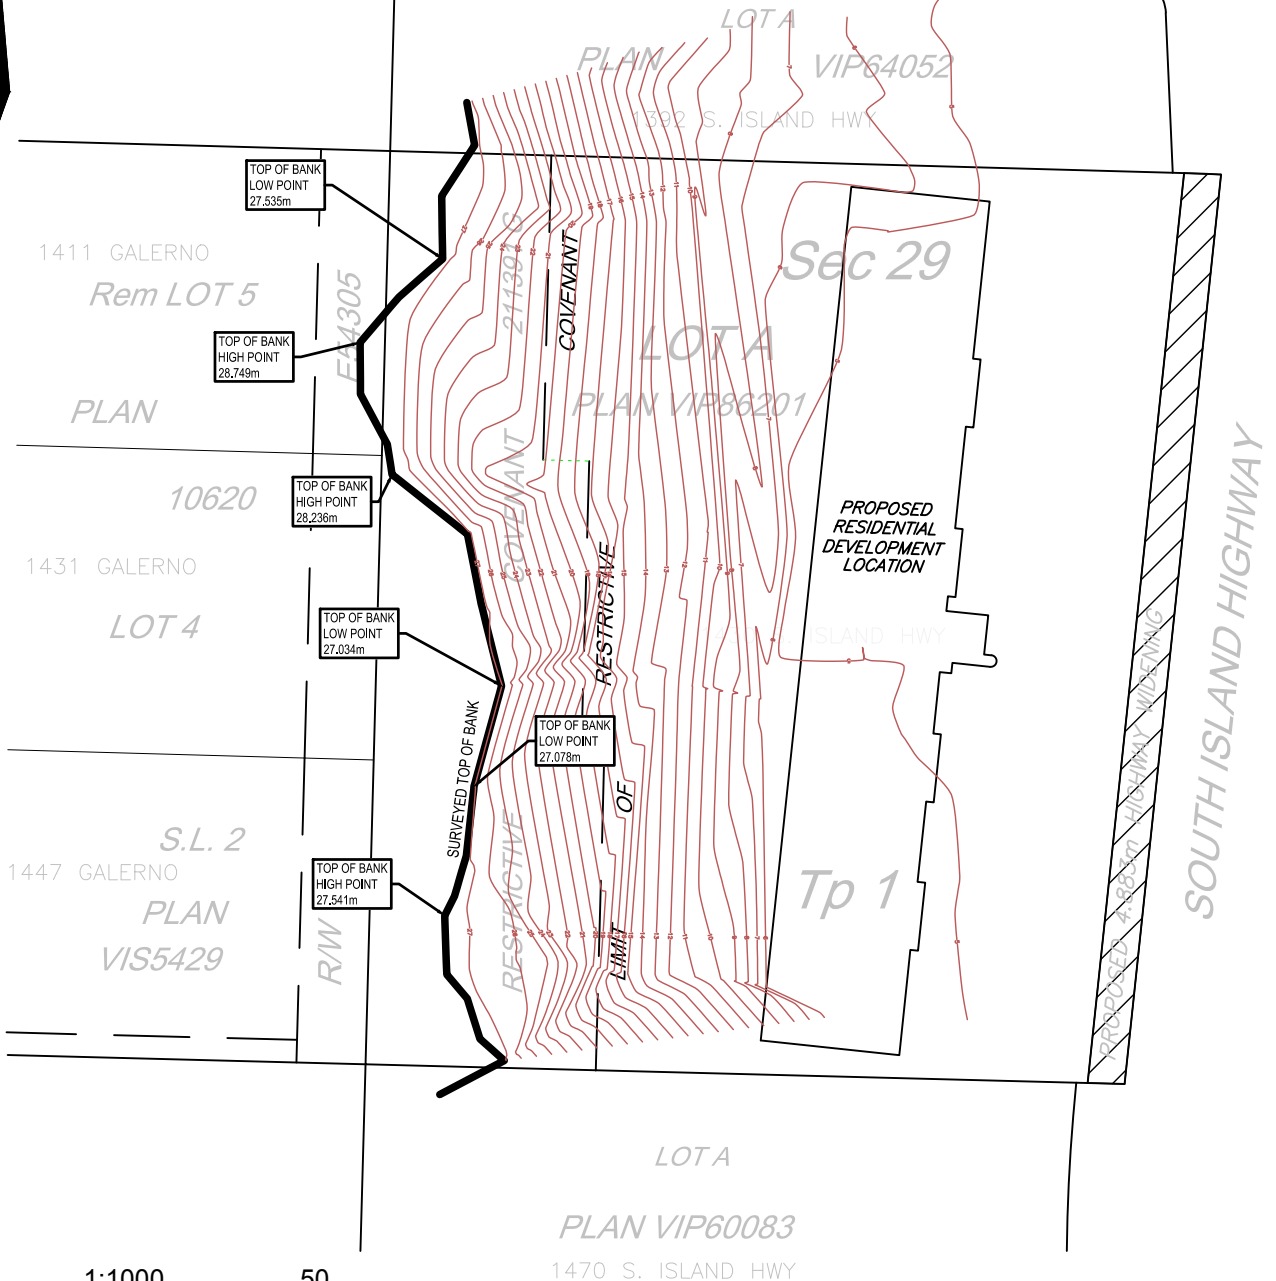 LOT A
PLAN
VIP64052
1392 S. ISLAND HWY
TOP OF BANK
LOW POINT
27.535m
1411 GALERNO
Rem LOT 5
211391 G
COVENANT
Sec 29
TOP OF BANK
HIGH POINT
28.749m
LOT A
PLAN VIP86201
PLAN
COVENANT
10620
TOP OF BANK
HIGH POINT
28.236m
PROPOSED
RESIDENTIAL
DEVELOPMENT
LOCATION
SOUTH ISLAND HIGHWAY
1431 GALERNO
RESTRICTIVE
LOT 4
TOP OF BANK
LOW POINT
27.034m
S. ISLAND HWY
PROPOSED 4.883m HIGHWAY WIDENING
SURVEYED TOP OF BANK
TOP OF BANK
LOW POINT
27.078m
OF
S.L. 2
1447 GALERNO
TOP OF BANK
HIGH POINT
27.541m
RESTRICTIVE
Tp 1
PLAN
VIS5429
R/W
LIMIT
LOT A
PLAN VIP60083
1470 S. ISLAND HWY
1:1000
50